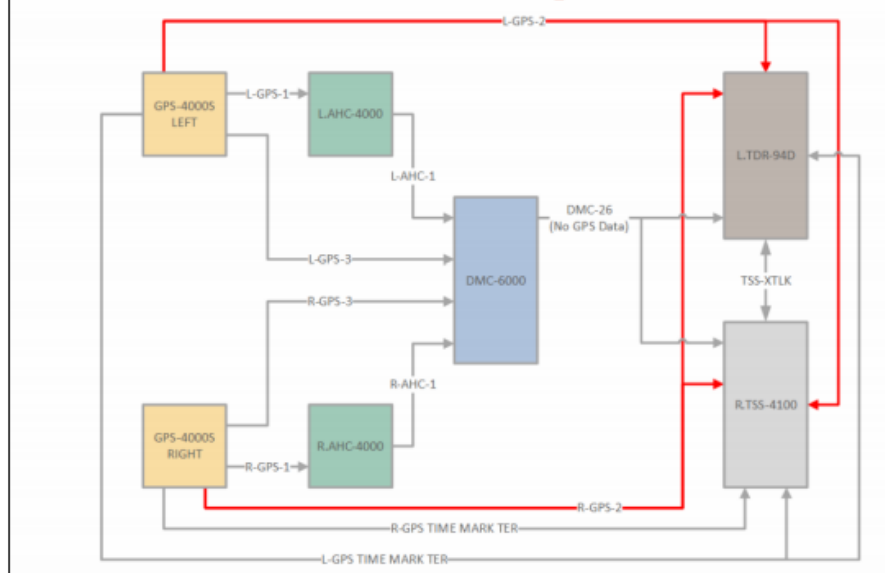 L-GPS-2
GPS-4000S
LEFT
L-GPS-1
L.AHC-4000
L.TDR-94D
L-AHC-1
DMC-26
(No GPS Data)
L-GPS-3
DMC-6000
TSS-XTLK
R-GPS-3
R-AHC-1
R.TSS-4100
GPS-4000S
RIGHT
R.AHC-4000
R-GPS-1
R-GPS-2
R-GPS TIME MARK TER
L-GPS TIME MARK TER